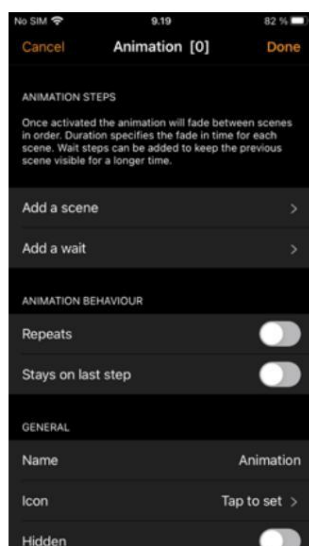 No SIM 9.19 82 %
Cancel Animation [0] Done
ANIMATION STEPS
Once activated the animation will fade between scenes
in order. Duration specifies the fade in time for each
scene. Wait steps can be added to keep the previous
scene visible for a longer time.
Add a scene
Add a wait
ANIMATION BEHAVIOUR
Repeats
Stays on last step
GENERAL
Name Animation
Icon Tap to set
Hidden